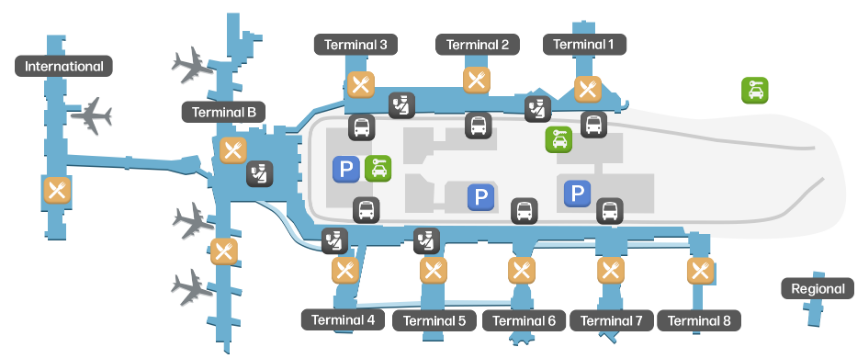 Terminal 3
Terminal 2
Terminal 1
International
Terminal B
P
P
P
Regional
Terminal 4
Terminal 5
Terminal 6
Terminal 7
Terminal 8